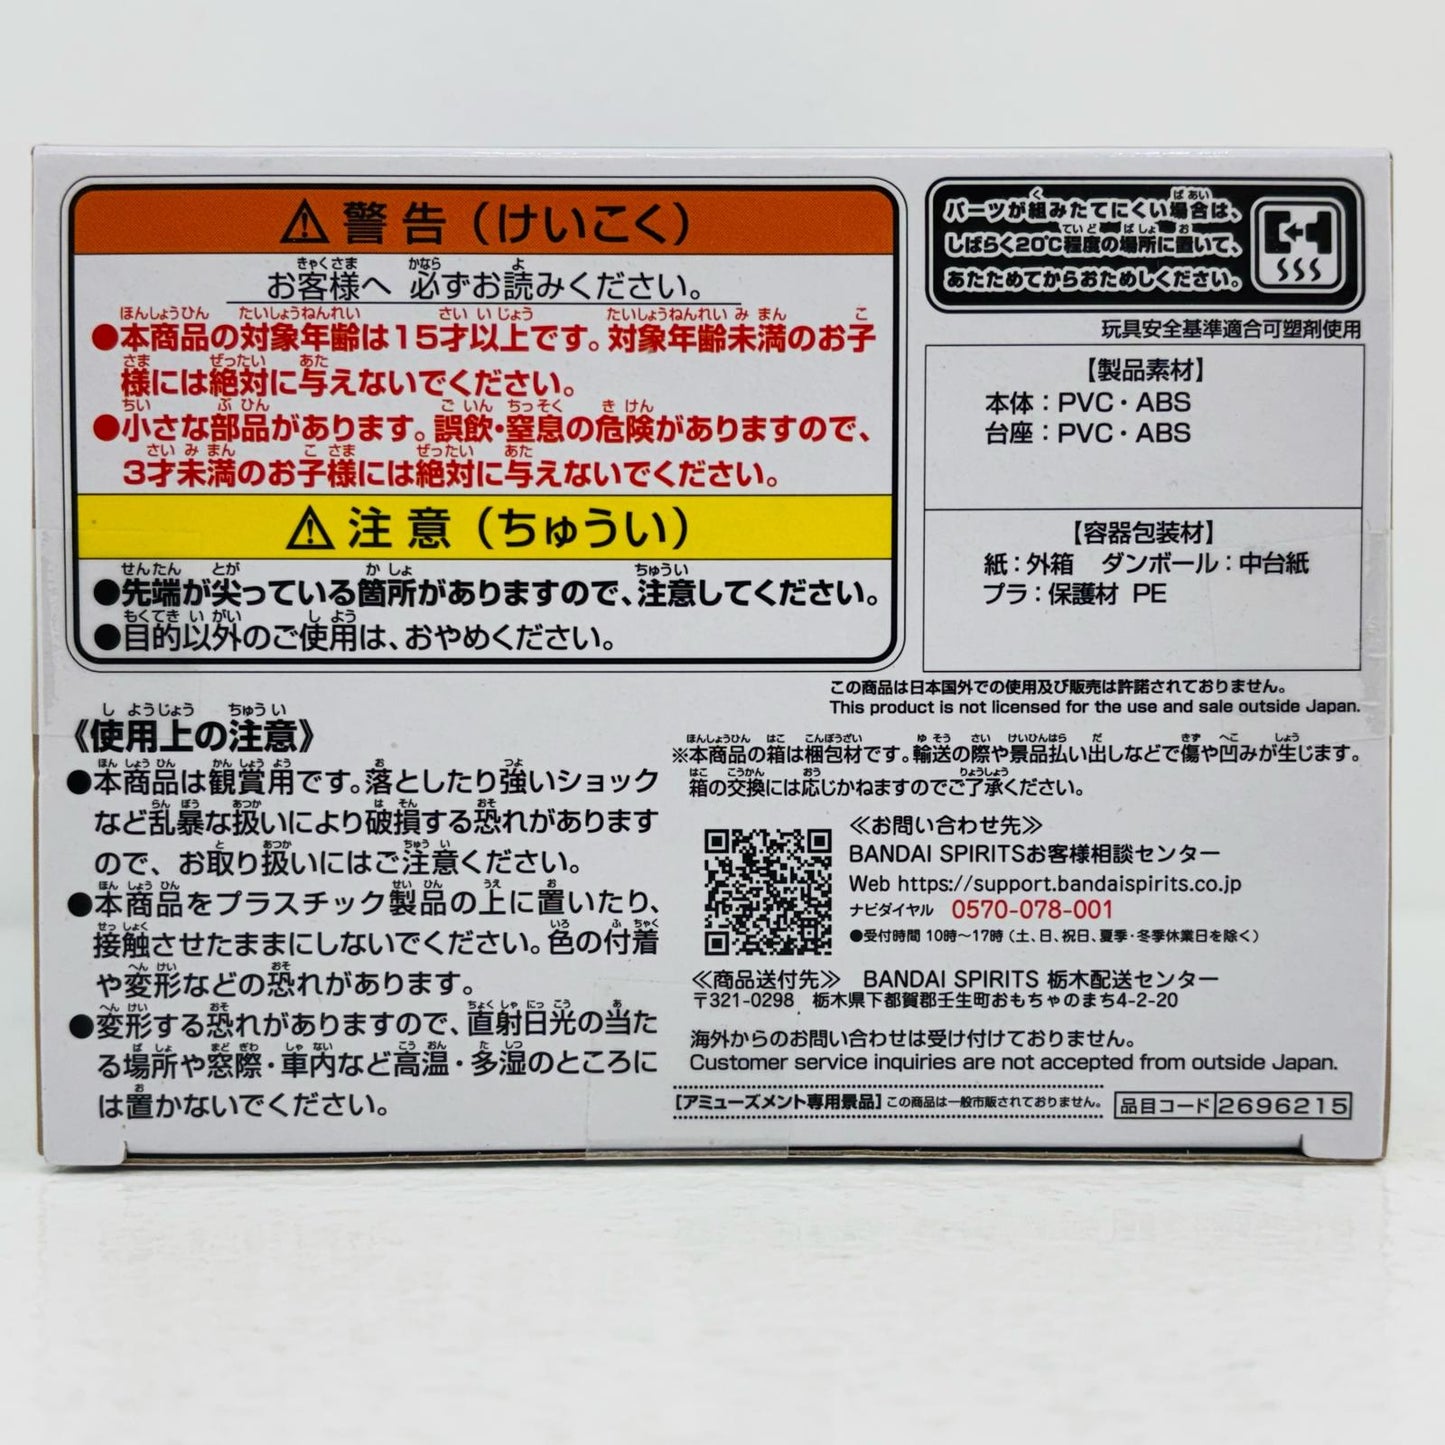 ⚠ 警告（けいこく）
お客様へ 必ずお読みください。
●本商品の対象年齢は15才以上です。対象年齢未満のお子
様には絶対に与えないでください。
●小さな部品があります。誤飲・窒息の危険がありますので、
3才未満のお子様には絶対に与えないでください。
⚠ 注意（ちゅうい）
●先端が尖っている箇所がありますので、注意してください。
●目的以外のご使用は、おやめください。
パーツが組みたてにくい場合は、
しばらく20℃程度の場所に置いて、
あたためてからおためしください。
玩具安全基準適合可塑剤使用
【製品素材】
本体：PVC・ABS
台座：PVC・ABS
【容器包装材】
紙：外箱 ダンボール：中台紙
プラ：保護材 PE
この商品は日本国外での使用及び販売は許諾されておりません。
This product is not licensed for the use and sale outside Japan.
《使用上の注意》
●本商品は観賞用です。落としたり強いショック
など乱暴な扱いにより破損する恐れがあります
ので、お取り扱いにはご注意ください。
●本商品をプラスチック製品の上に置いたり、
接触させたままにしないでください。色の付着
や変形などの恐れがあります。
●変形する恐れがありますので、直射日光の当た
る場所や窓際・車内など高温・多湿のところに
は置かないでください。
※本商品の箱は梱包材です。輸送の際や景品払い出しなどで傷や凹みが生じます。
箱の交換には応じかねますのでご了承ください。
≪お問い合わせ先≫
BANDAI SPIRITSお客様相談センター
Web https://support.bandaispirits.co.jp
ナビダイヤル 0570-078-001
●受付時間 10時～17時（土、日、祝日、夏季・冬季休業日を除く）
≪商品送付先≫ BANDAI SPIRITS 栃木配送センター
〒321-0298 栃木県下都賀郡壬生町おもちゃのまち4-2-20
海外からのお問い合わせは受け付けておりません。
Customer service inquiries are not accepted from outside Japan.
【アミューズメント専用景品】この商品は一般市販されておりません。
品目コード 2696215